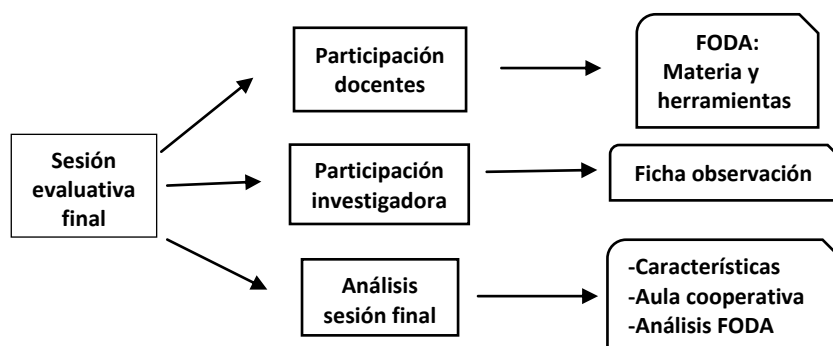 Sesión
evaluativa
final
Participación
docentes
FODA:
Materia y
herramientas
Participación
investigadora
Ficha observación
Análisis
sesión final
-Características
-Aula cooperativa
-Análisis FODA